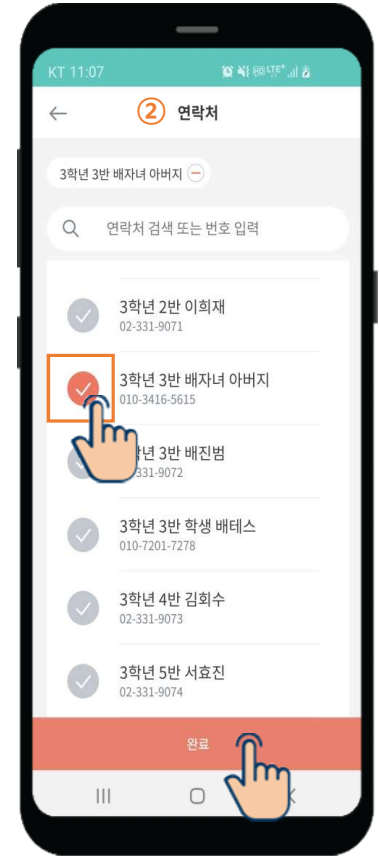 KT 11:07
LTE+
② 연락처
3학년 3반 배자녀 아버지
연락처 검색 또는 번호 입력
3학년 2반 이희재
02-331-9071
3학년 3반 배자녀 아버지
010-3416-5615
년 3반 배진범
331-9072
3학년 3반 학생 배테스
010-7201-7278
3학년 4반 김회수
02-331-9073
3학년 5반 서효진
02-331-9074
완료